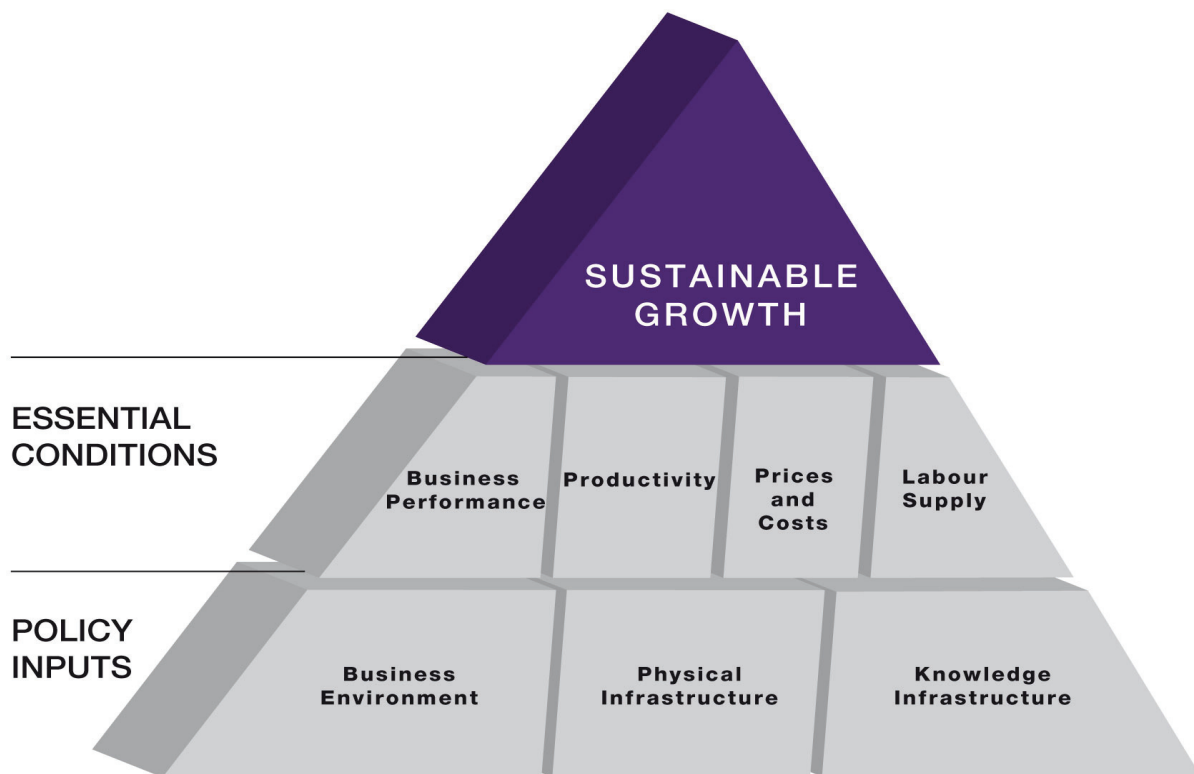 SUSTAINABLE
GROWTH
ESSENTIAL
CONDITIONS
Business
Performance
Productivity
Prices
and
Costs
Labour
Supply
POLICY
INPUTS
Business
Environment
Physical
Infrastructure
Knowledge
Infrastructure